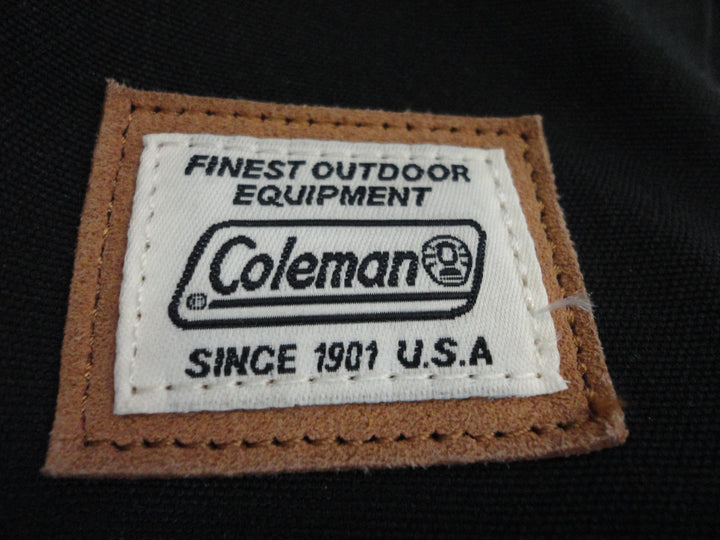 FINEST OUTDOOR
EQUIPMENT
Coleman
®
SINCE 1901 U.S.A